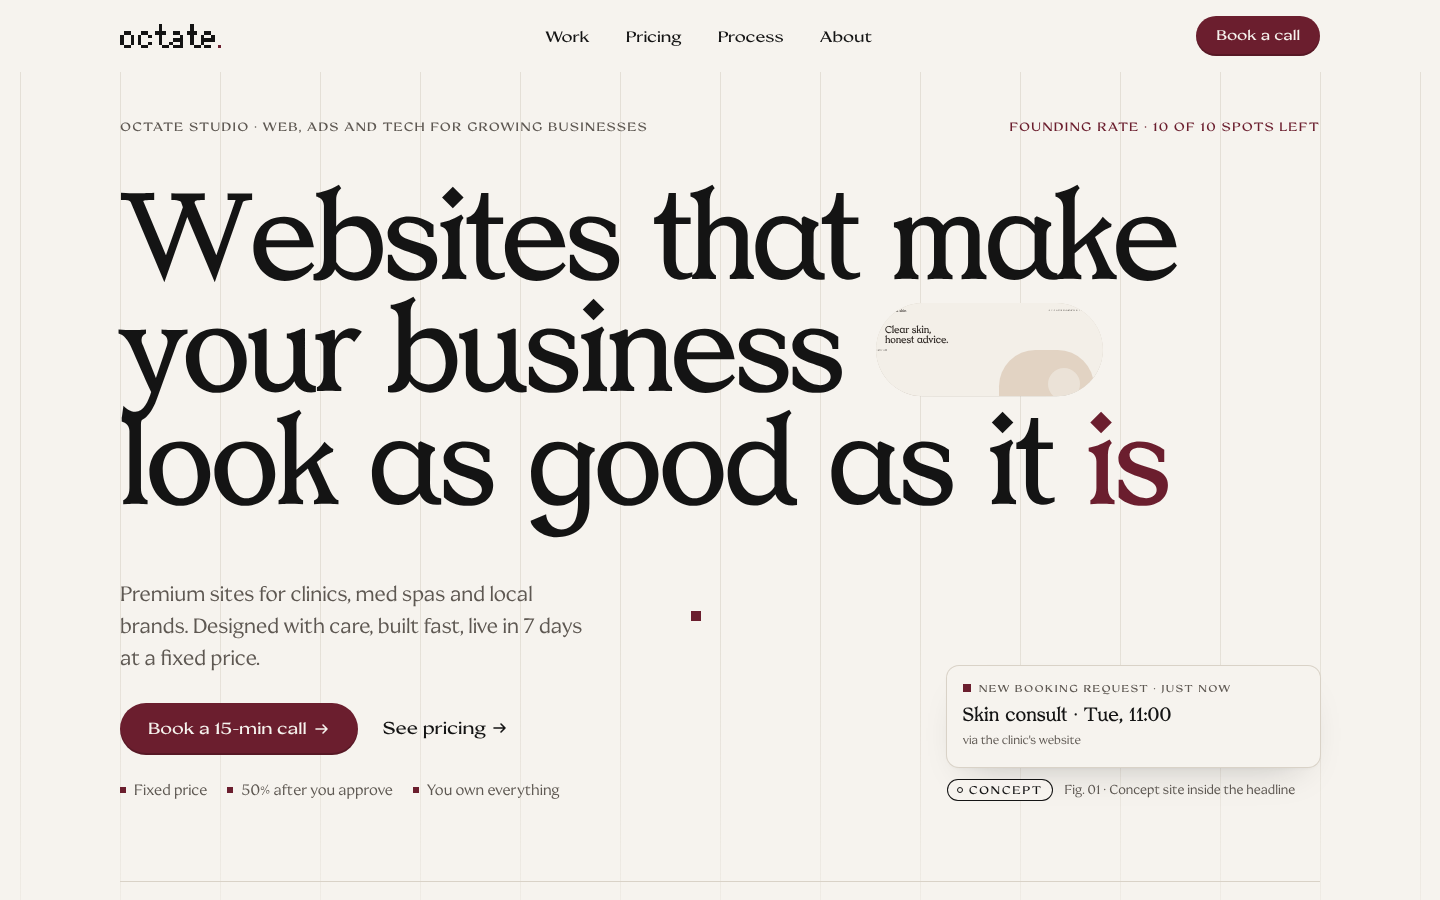 octate.
Work
Pricing
Process
About
Book a call
OCTATE STUDIO · WEB, ADS AND TECH FOR GROWING BUSINESSES
FOUNDING RATE · 10 OF 10 SPOTS LEFT
Websites that make
your business
Clear skin,
honest advice.
look as good as it is
Premium sites for clinics, med spas and local
brands. Designed with care, built fast, live in 7 days
at a fixed price.
Book a 15-min call →
See pricing →
Fixed price
50% after you approve
You own everything
NEW BOOKING REQUEST · JUST NOW
Skin consult · Tue, 11:00
via the clinic's website
CONCEPT
Fig. 01 · Concept site inside the headline